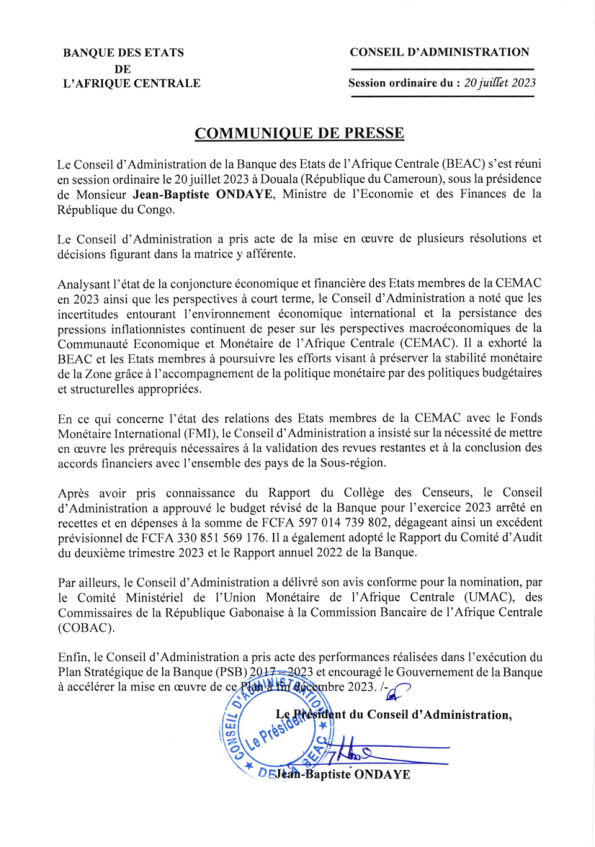 BANQUE DES ETATS
DE
L'AFRIQUE CENTRALE
CONSEIL D'ADMINISTRATION
Session ordinaire du : 20 juillet 2023
COMMUNIQUE DE PRESSE
Le Conseil d'Administration de la Banque des Etats de l'Afrique Centrale (BEAC) s'est réuni
en session ordinaire le 20 juillet 2023 à Douala (République du Cameroun), sous la présidence
de Monsieur Jean-Baptiste ONDAYE, Ministre de l'Economie et des Finances de la
République du Congo.
Le Conseil d'Administration a pris acte de la mise en œuvre de plusieurs résolutions et
décisions figurant dans la matrice y afférente.
Analysant l'état de la conjoncture économique et financière des Etats membres de la CEMAC
en 2023 ainsi que les perspectives à court terme, le Conseil d'Administration a noté que les
incertitudes entourant l'environnement économique international et la persistance des
pressions inflationnistes continuent de peser sur les perspectives macroéconomiques de la
Communauté Economique et Monétaire de l'Afrique Centrale (CEMAC). Il a exhorté la
BEAC et les Etats membres à poursuivre les efforts visant à préserver la stabilité monétaire
de la Zone grâce à l'accompagnement de la politique monétaire par des politiques budgétaires
et structurelles appropriées.
En ce qui concerne l'état des relations des Etats membres de la CEMAC avec le Fonds
Monétaire International (FMI), le Conseil d'Administration a insisté sur la nécessité de mettre
en œuvre les prérequis nécessaires à la validation des revues restantes et à la conclusion des
accords financiers avec l'ensemble des pays de la Sous-région.
Après avoir pris connaissance du Rapport du Collège des Censeurs, le Conseil
d'Administration a approuvé le budget révisé de la Banque pour l'exercice 2023 arrêté en
recettes et en dépenses à la somme de FCFA 597 014 739 802, dégageant ainsi un excédent
prévisionnel de FCFA 330 851 569 176. Il a également adopté le Rapport du Comité d'Audit
du deuxième trimestre 2023 et le Rapport annuel 2022 de la Banque.
Par ailleurs, le Conseil d'Administration a délivré son avis conforme pour la nomination, par
le Comité Ministériel de l'Union Monétaire de l'Afrique Centrale (UMAC), des
Commissaires de la République Gabonaise à la Commission Bancaire de l'Afrique Centrale
(COBAC).
Enfin, le Conseil d'Administration a pris acte des performances réalisées dans l'exécution du
Plan Stratégique de la Banque (PSB) 2017 – 2023 et encouragé le Gouvernement de la Banque
à accélérer la mise en œuvre de ce Plan à fin décembre 2023. /-
Le Président du Conseil d'Administration,
CONSEIL D'ADMINISTRATION
Le Président
DE LA BEAC
Jean-Baptiste ONDAYE